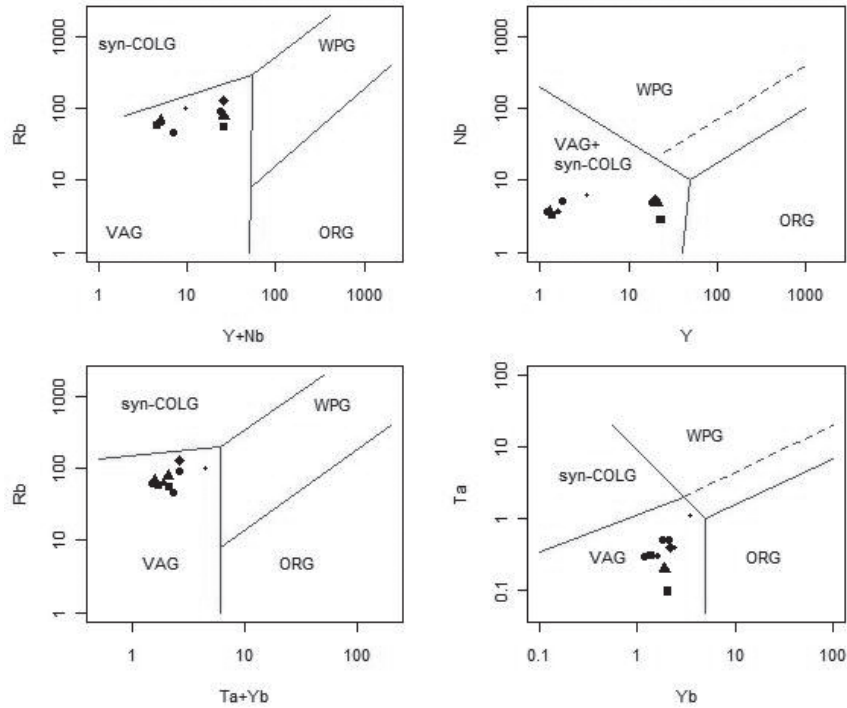 1000
100
10
1
Rb
syn-COLG
WPG
VAG
ORG
1 10 100 1000
Y+Nb
1000
100
10
1
Nb
WPG
VAG+
syn-COLG
ORG
1 10 100 1000
Y
1000
100
10
1
Rb
syn-COLG
WPG
VAG
ORG
1 10 100
Ta+Yb
100
10
1
0.1
Ta
WPG
syn-COLG
VAG
ORG
0.1 1 10 100
Yb